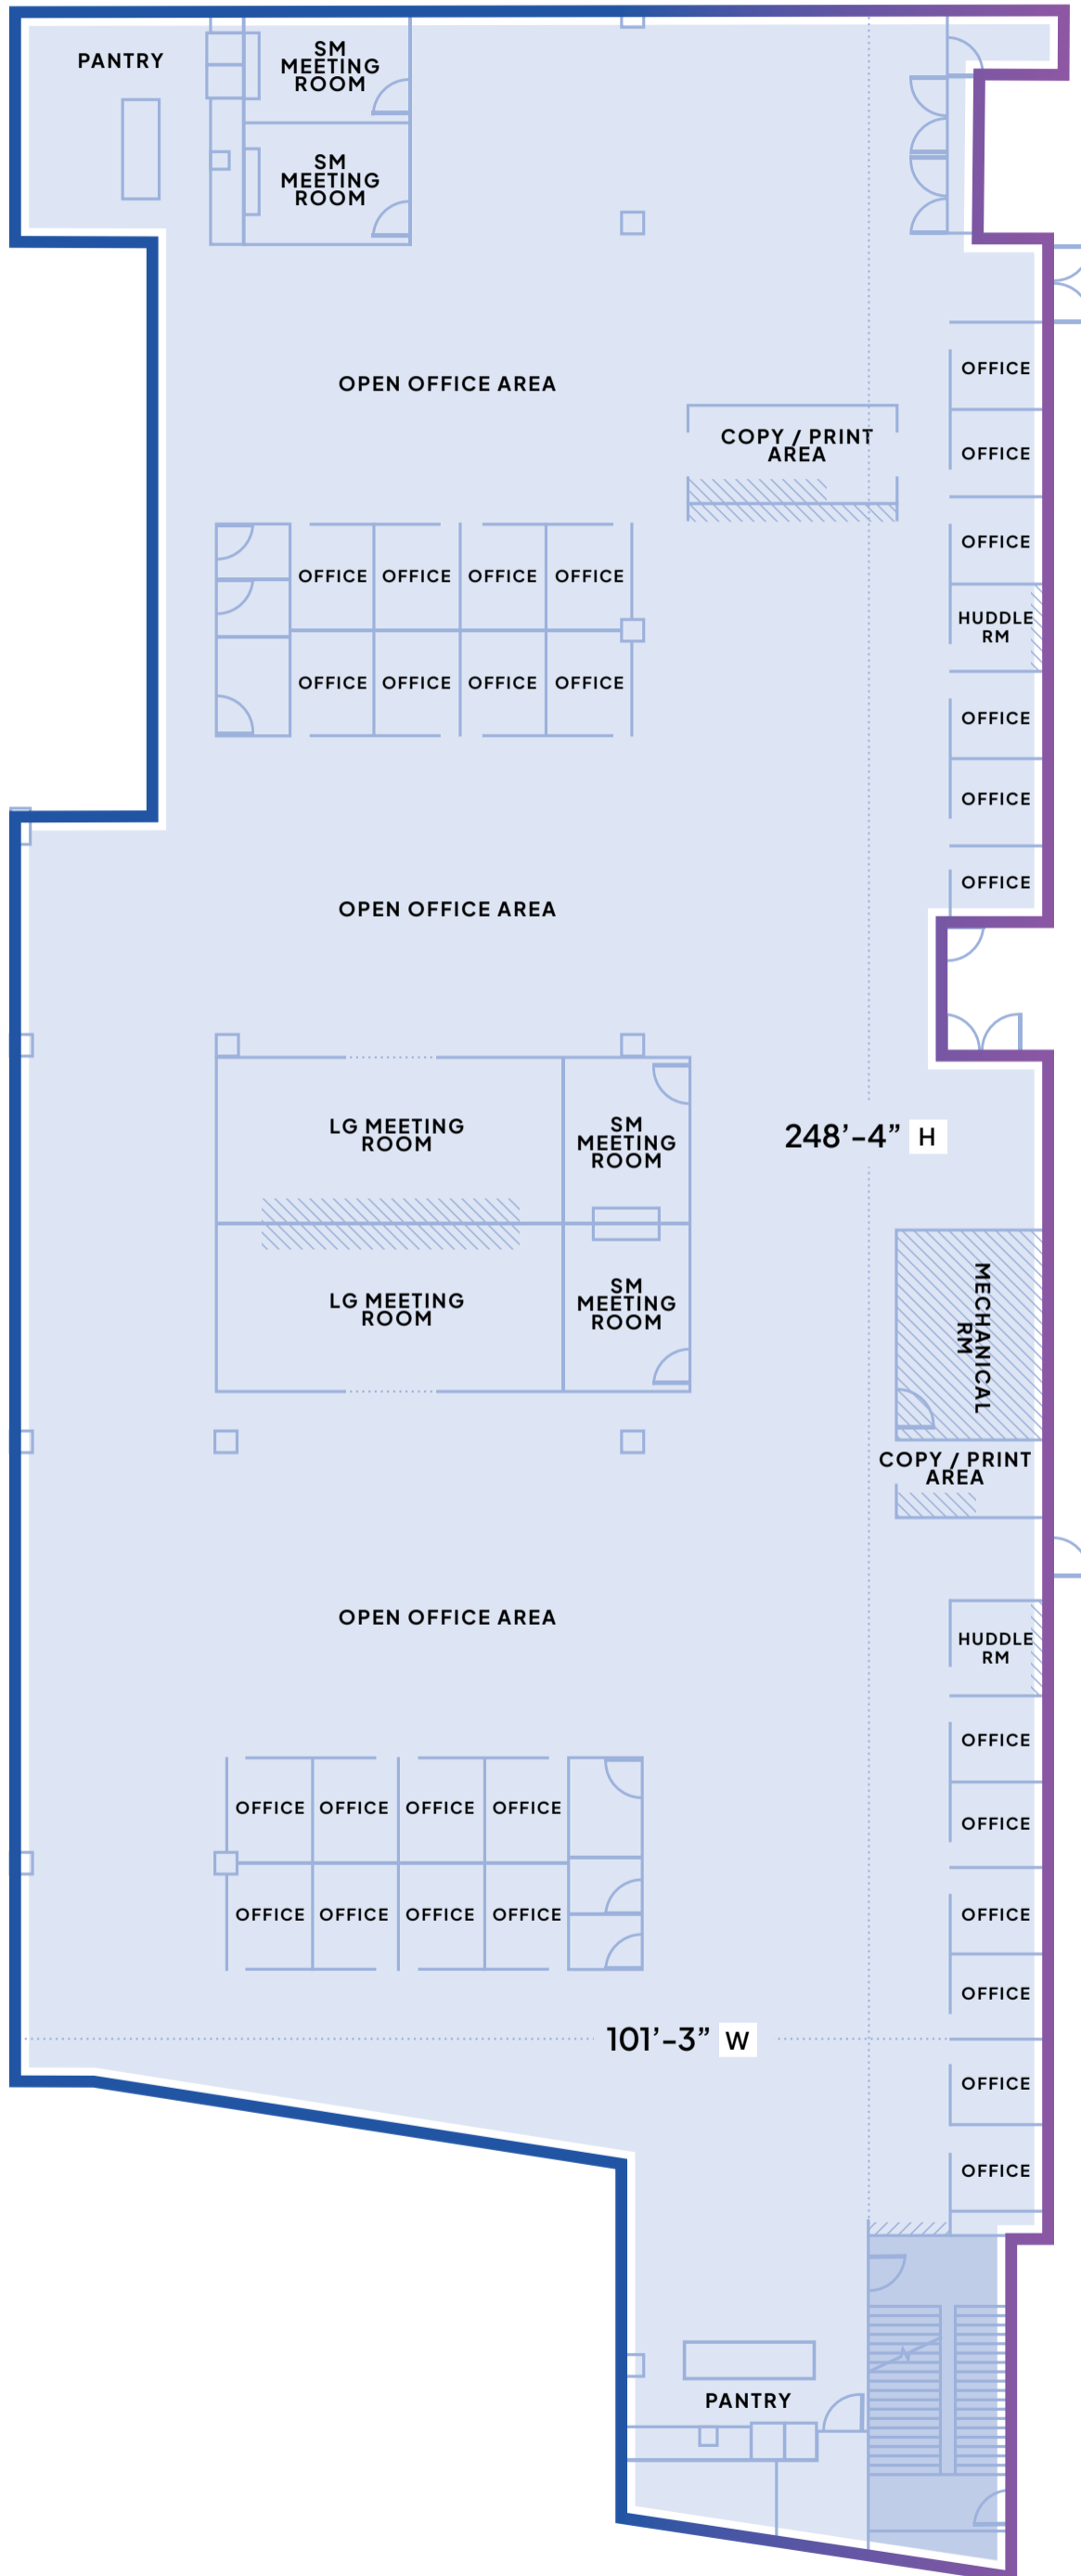 PANTRY
SM
MEETING
ROOM
SM
MEETING
ROOM
OPEN OFFICE AREA
OFFICE
COPY / PRINT
AREA
OFFICE
OFFICE
OFFICE OFFICE OFFICE OFFICE
HUDDLE
RM
OFFICE OFFICE OFFICE OFFICE
OFFICE
OFFICE
OFFICE
OPEN OFFICE AREA
LG MEETING
ROOM
SM
MEETING
ROOM
248’-4” H
LG MEETING
ROOM
SM
MEETING
ROOM
MECHANICAL
RM
COPY / PRINT
AREA
OPEN OFFICE AREA
HUDDLE
RM
OFFICE
OFFICE OFFICE OFFICE OFFICE
OFFICE
OFFICE OFFICE OFFICE OFFICE
OFFICE
OFFICE
101’-3” W
OFFICE
OFFICE
PANTRY